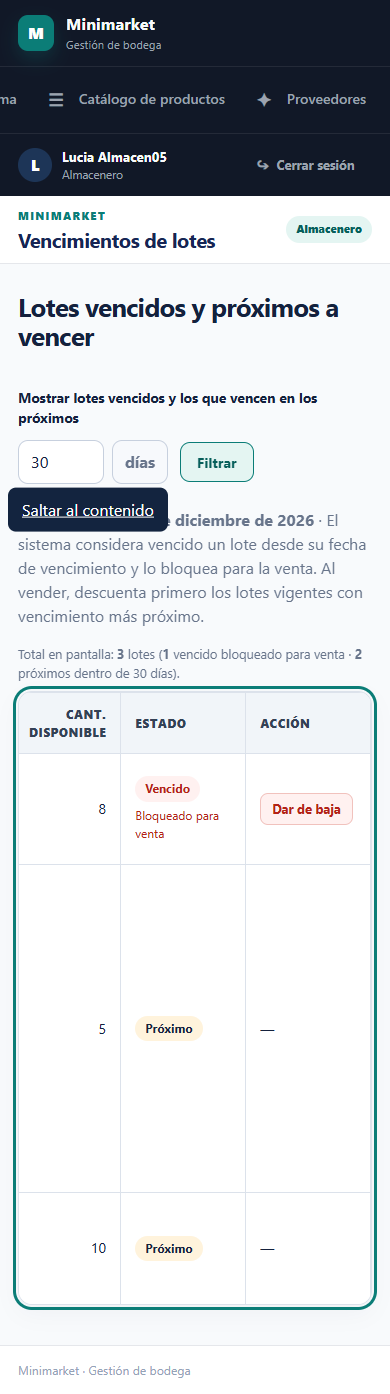 M
Minimarket
Gestión de bodega
ma
Catálogo de productos
Proveedores
L
Lucia Almacen05
Almacenero
Cerrar sesión
MINIMARKET
Vencimientos de lotes
Almacenero
Lotes vencidos y próximos a
vencer
Mostrar lotes vencidos y los que vencen en los
próximos
30
días
Filtrar
Saltar al contenido
diciembre de 2026 · El
sistema considera vencido un lote desde su fecha
de vencimiento y lo bloquea para la venta. Al
vender, descuenta primero los lotes vigentes con
vencimiento más próximo.
Total en pantalla: 3 lotes (1 vencido bloqueado para venta · 2
próximos dentro de 30 días).
CANT.
DISPONIBLE
ESTADO
ACCIÓN
8
Vencido
Bloqueado para
venta
Dar de baja
5
Próximo
—
10
Próximo
—
Minimarket · Gestión de bodega